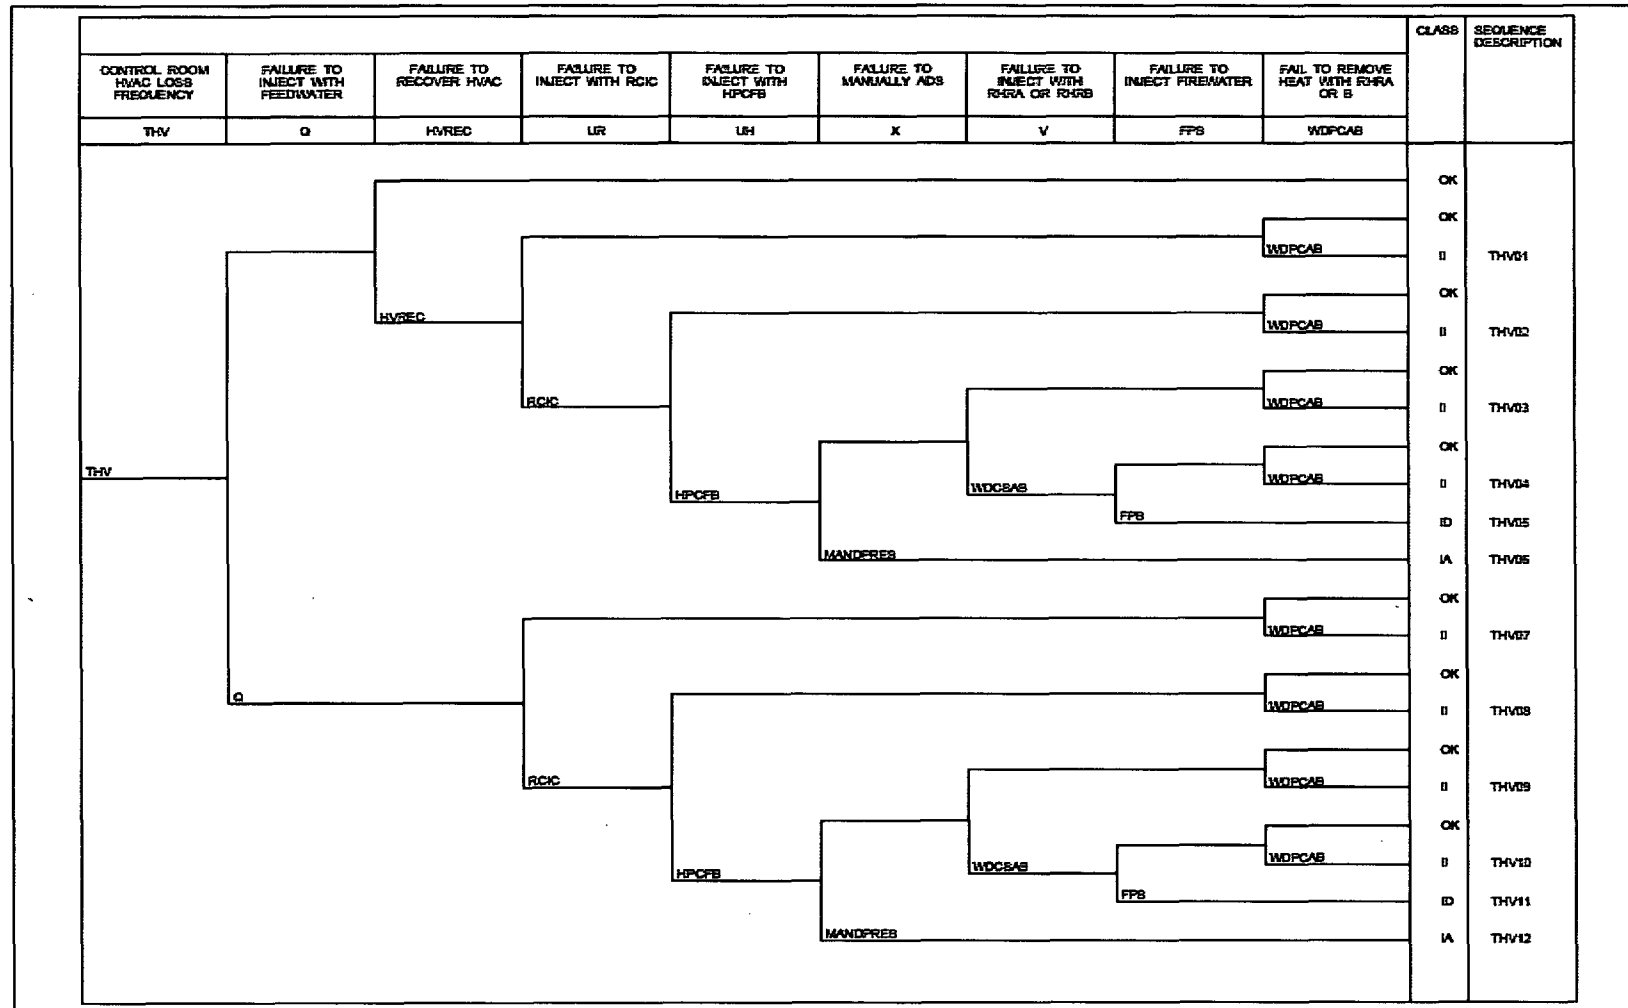 CLASS
SEQUENCE
DESCRIPTION
CONTROL ROOM
HVAC LOSS
FREQUENCY
FAILURE TO
INJECT WITH
FEEDWATER
FAILURE TO
RECOVER HVAC
FAILURE TO
INJECT WITH RCIC
FAILURE TO
INJECT WITH
HPCFB
FAILURE TO
MANUALLY ADS
FAILURE TO
INJECT WITH
RHRA OR RHRB
FAILURE TO
INJECT FIREWATER
FAIL TO REMOVE
HEAT WITH RHRA
OR B
THV
Q
HVREC
UR
UH
X
V
FPS
WDPCAB
OK
OK
WDPCAB
II
THV01
OK
HVREC
WDPCAB
II
THV02
OK
RCIC
WDPCAB
II
THV03
OK
THV
WDPCAB
HPCFB
WDCSAB
II
THV04
FPS
ID
THV05
MANDPRES
IA
THV06
OK
WDPCAB
II
THV07
OK
Q
WDPCAB
II
THV08
OK
RCIC
WDPCAB
II
THV09
OK
WDPCAB
HPCFB
WDCSAB
II
THV10
FPS
ID
THV11
MANDPRES
IA
THV12